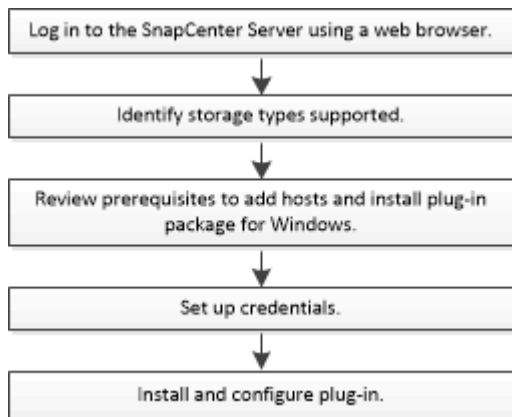 Log in to the SnapCenter Server using a web browser.
Identify storage types supported.
Review prerequisites to add hosts and install plug-in
package for Windows.
Set up credentials.
Install and configure plug-in.